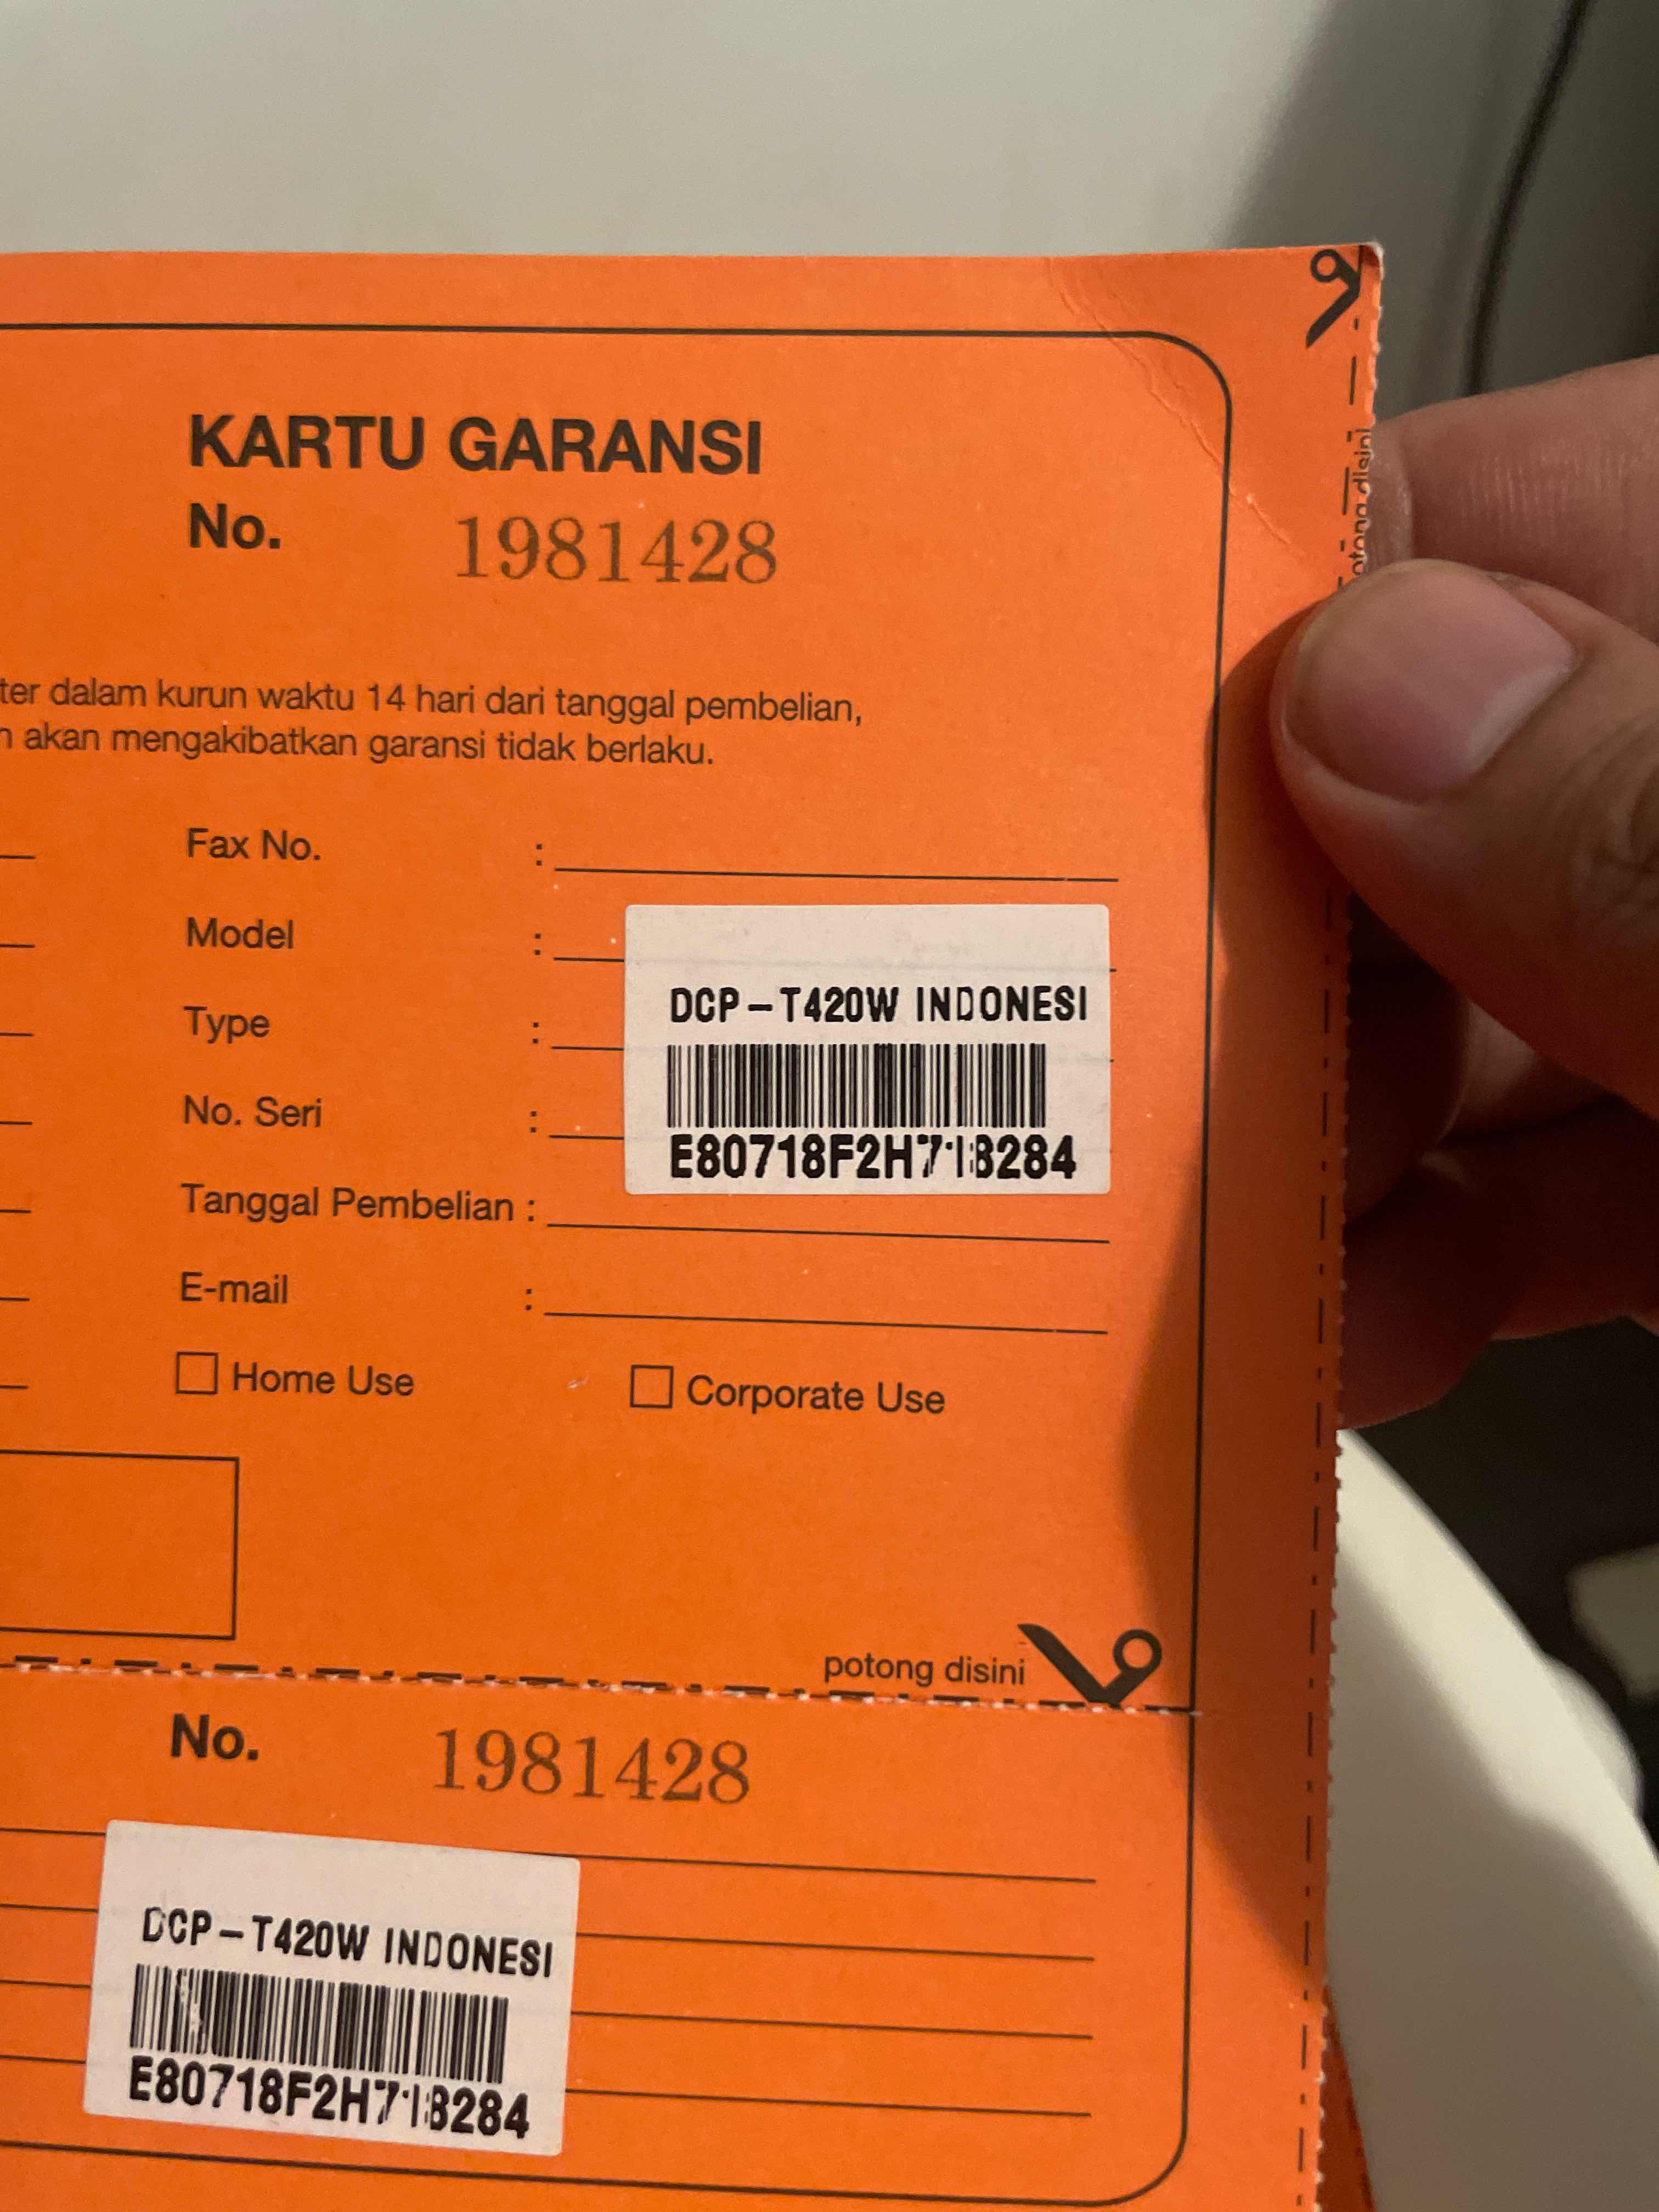 KARTU GARANSI
No. 1981428
dalam kurun waktu 14 hari dari tanggal pembelian,
akan mengakibatkan garansi tidak berlaku.
Fax No. :
Model :
DCP-T420W INDONESI
Type :
No. Seri :
Tanggal Pembelian :
E-mail :
Home Use Corporate Use
potong disini
No. 1981428
DCP-T420W INDONESI
disini